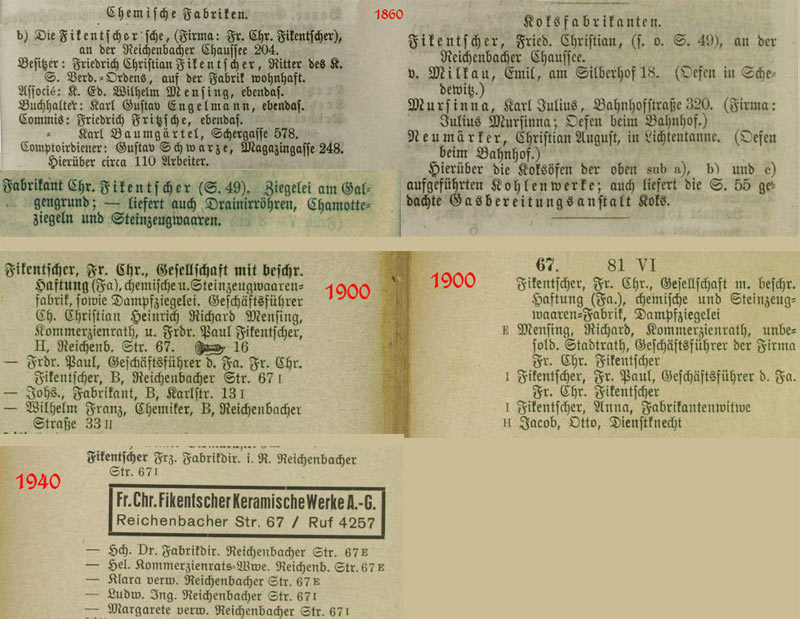 Chemische Fabriken.
b) Die Fikentscher'sche, (Firma: Fr. Chr. Fikentscher),
an der Reichenbacher Chaussee 204.
Besitzer: Friedrich Christian Fikentscher, Ritter des K.
S. Verd.-Ordens, auf der Fabrik wohnhaft.
Associé: K. Ed. Wilhelm Mensing, ebendas.
Buchhalter: Karl Gustav Engelmann, ebendas.
Commis: Friedrich Fritzsche, ebendas.
" Karl Baumgärtel, Schergasse 578.
Comptoirdiener: Gustav Schwarze, Magazingasse 248.
Hierüber circa 110 Arbeiter.
Fabrikant Chr. Fikentscher (S. 49). Ziegelei am Gal-
gengrund; — liefert auch Drainirröhren, Chamotte-
ziegeln und Steinzeugwaaren.
1860
Koksfabrikanten.
Fikentscher, Fried. Christian, (s. o. S. 49), an der
Reichenbacher Chaussee.
v. Milkau, Emil, am Silberhof 18. (Oefen in Sche-
dewitz.)
Mursinna, Karl Julius, Bahnhofstraße 320. (Firma:
Julius Mursinna; Oefen beim Bahnhof.)
Neumärker, Christian August, in Lichtentanne. (Oefen
beim Bahnhof.)
Hierüber die Koksöfen der oben sub a), b) und c)
aufgeführten Kohlenwerke; auch liefert die S. 55 ge-
dachte Gasbereitungsanstalt Koks.
Fikentscher, Fr. Chr., Gesellschaft mit beschr.
Haftung (Fa), chemische u. Steinzeugwaaren-
fabrik, sowie Dampfziegelei. Geschäftsführer
Ch. Christian Heinrich Richard Mensing,
Kommerzienrath, u. Frdr. Paul Fikentscher,
H, Reichenb. Str. 67. 16
— Frdr. Paul, Geschäftsführer d. Fa. Fr. Chr.
Fikentscher, B, Reichenbacher Str. 67 I
— Johs., Fabrikant, B, Karlstr. 13 I
— Wilhelm Franz, Chemiker, B, Reichenbacher
Straße 33 II
1900
1900
67. 81 VI
Fikentscher, Fr. Chr., Gesellschaft m. beschr.
Haftung (Fa.), chemische und Steinzeug-
waaren-Fabrik, Dampfziegelei
E Mensing, Richard, Kommerzienrath, unbe-
sold. Stadtrath, Geschäftsführer der Firma
Fr. Chr. Fikentscher
I Fikentscher, Fr. Paul, Geschäftsführer d. Fa.
Fr. Chr. Fikentscher
I Fikentscher, Anna, Fabrikantenwitwe
H Jacob, Otto, Dienstknecht
1940
Fikentscher Frz. Fabrikdir. i. R. Reichenbacher
Str. 67 I
Fr. Chr. Fikentscher Keramische Werke A.-G.
Reichenbacher Str. 67 / Ruf 4257
— Hch. Dr. Fabrikdir. Reichenbacher Str. 67 E
— Hel. Kommerzienrats-Wwe. Reichenb. Str. 67 E
— Klara verw. Reichenbacher Str. 67 E
— Ludw. Ing. Reichenbacher Str. 67 I
— Margarete verw. Reichenbacher Str. 67 I